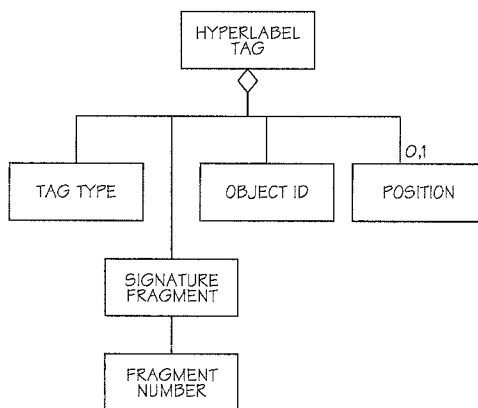 HYPERLABEL
TAG
0,1
TAG TYPE
OBJECT ID
POSITION
SIGNATURE
FRAGMENT
FRAGMENT
NUMBER